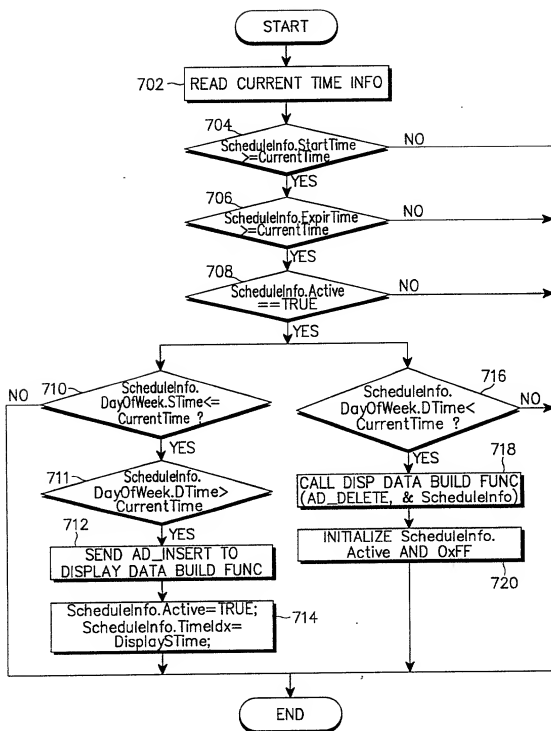 START
702
READ CURRENT TIME INFO
704
ScheduleInfo.StartTime
>=CurrentTime
NO
YES
706
ScheduleInfo.ExpirTime
>=CurrentTime
NO
YES
708
ScheduleInfo.Active
==TRUE
NO
YES
710
NO
ScheduleInfo.
DayOfWeek.STime<=
CurrentTime ?
YES
711
ScheduleInfo.
DayOfWeek.DTime>
CurrentTime
YES
712
SEND AD_INSERT TO
DISPLAY DATA BUILD FUNC
ScheduleInfo.Active=TRUE;
ScheduleInfo.TimeIdx=
DisplaySTime;
714
716
ScheduleInfo.
DayOfWeek.DTime<
CurrentTime ?
NO
YES
718
CALL DISP DATA BUILD FUNC
(AD_DELETE, & ScheduleInfo)
INITIALIZE ScheduleInfo.
Active AND 0xFF
720
END